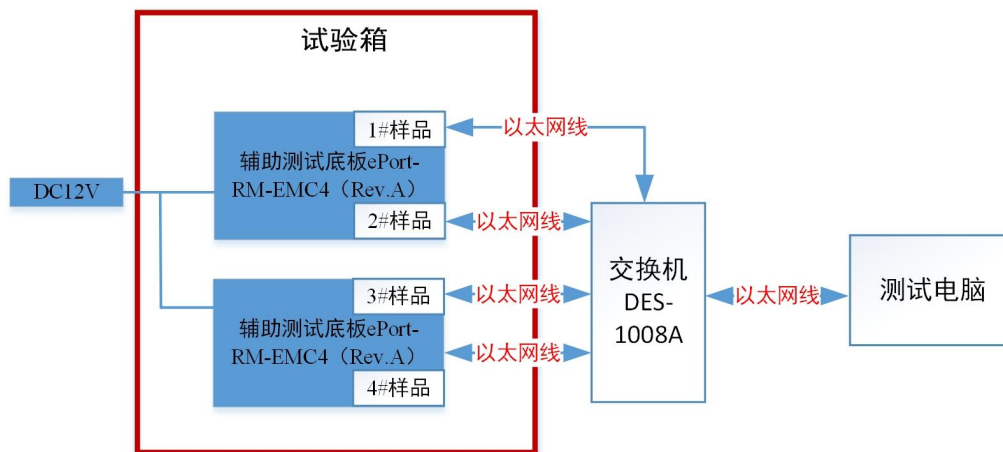 试验箱
1#样品
以太网线
辅助测试底板ePort-
RM-EMC4（Rev.A）
DC12V
2#样品
以太网线
交换机
DES-
1008A
以太网线
测试电脑
3#样品
以太网线
辅助测试底板ePort-
RM-EMC4（Rev.A）
以太网线
4#样品